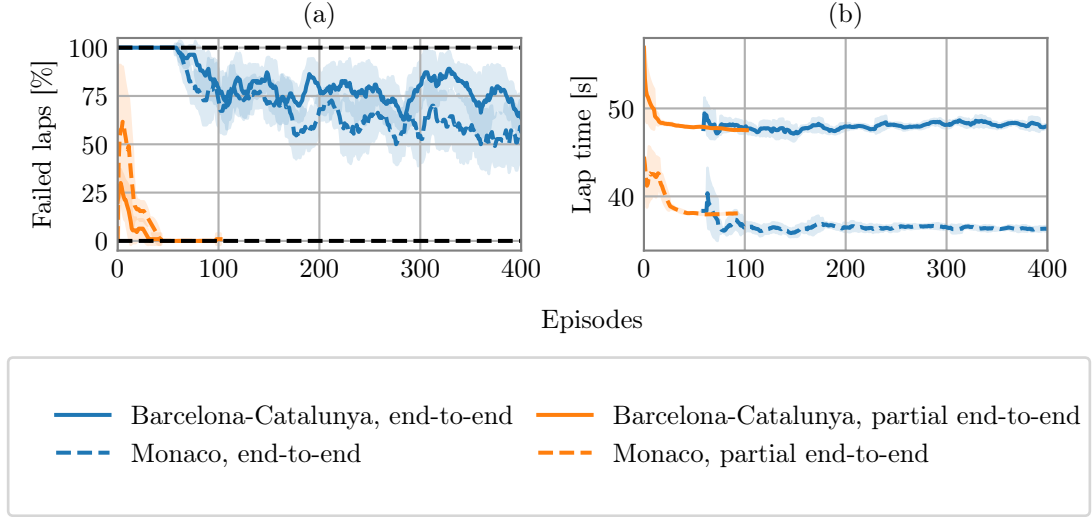 (a)
(b)
Failed laps [%]
100
75
50
25
0
0
100
200
300
400
Lap time [s]
50
40
0
100
200
300
400
Episodes
Barcelona-Catalunya, end-to-end
Monaco, end-to-end
Barcelona-Catalunya, partial end-to-end
Monaco, partial end-to-end